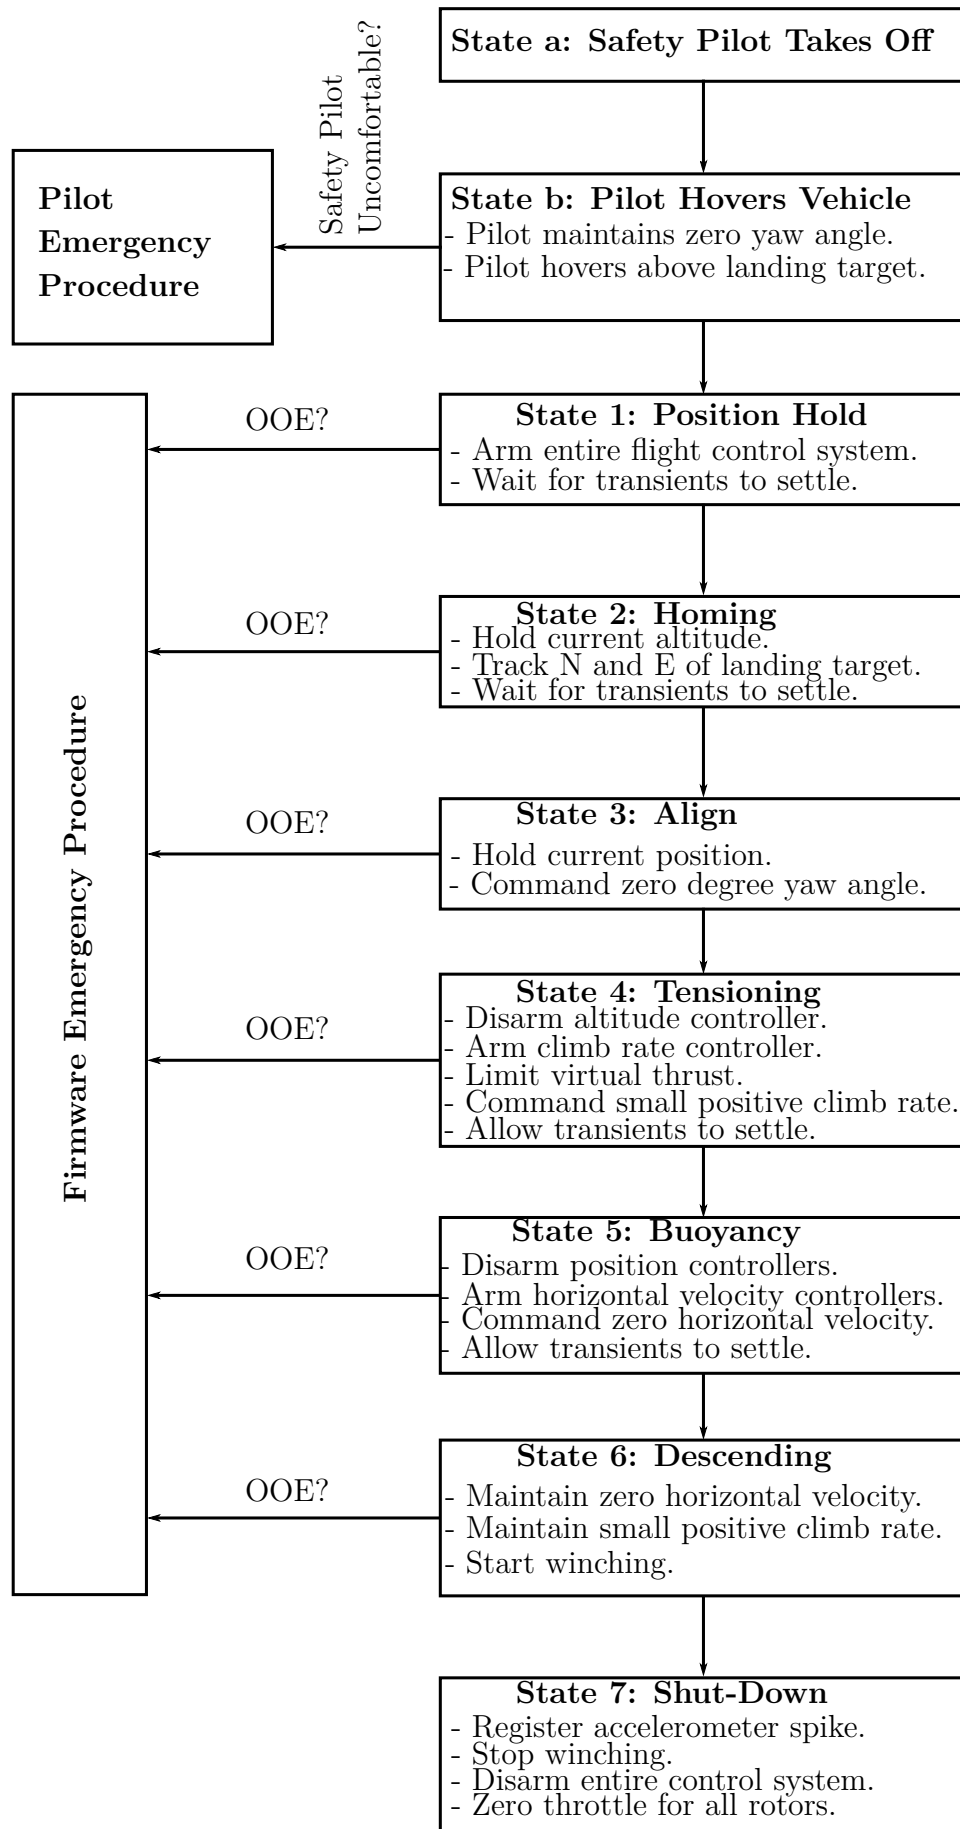 State a: Safety Pilot Takes Off
Safety Pilot
Uncomfortable?
Pilot
Emergency
Procedure
State b: Pilot Hovers Vehicle
- Pilot maintains zero yaw angle.
- Pilot hovers above landing target.
Firmware Emergency Procedure
OOE?
State 1: Position Hold
- Arm entire flight control system.
- Wait for transients to settle.
OOE?
State 2: Homing
- Hold current altitude.
- Track N and E of landing target.
- Wait for transients to settle.
OOE?
State 3: Align
- Hold current position.
- Command zero degree yaw angle.
OOE?
State 4: Tensioning
- Disarm altitude controller.
- Arm climb rate controller.
- Limit virtual thrust.
- Command small positive climb rate.
- Allow transients to settle.
OOE?
State 5: Buoyancy
- Disarm position controllers.
- Arm horizontal velocity controllers.
- Command zero horizontal velocity.
- Allow transients to settle.
OOE?
State 6: Descending
- Maintain zero horizontal velocity.
- Maintain small positive climb rate.
- Start winching.
State 7: Shut-Down
- Register accelerometer spike.
- Stop winching.
- Disarm entire control system.
- Zero throttle for all rotors.